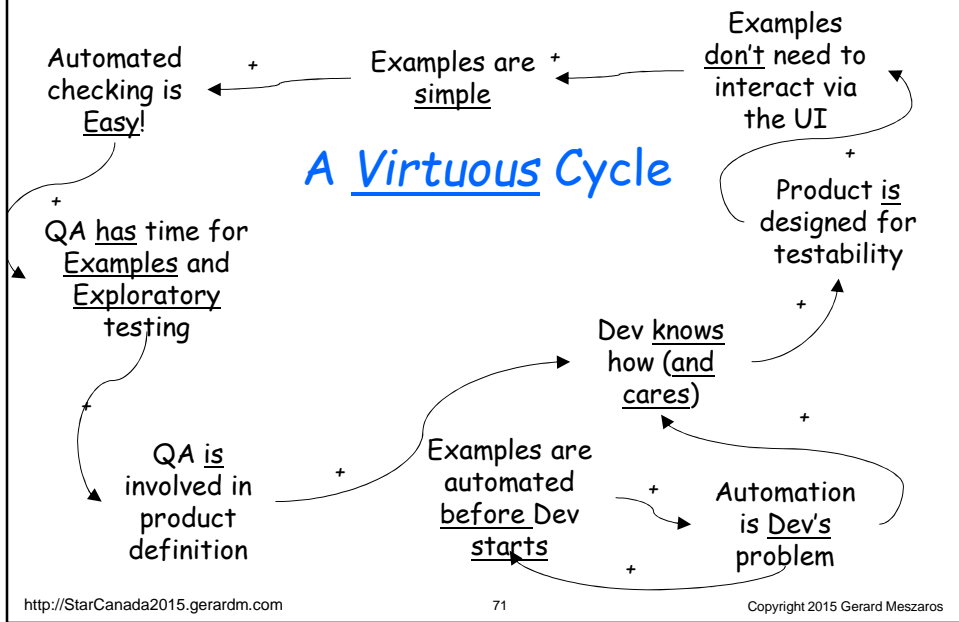 Automated
checking is
Easy!
+
Examples are
simple
+
Examples
don't need to
interact via
the UI
A Virtuous Cycle
+
Product is
designed for
testability
+
QA has time for
Examples and
Exploratory
testing
+
Dev knows
how (and
cares)
+
+
QA is
involved in
product
definition
+
Examples are
automated
before Dev
starts
+
Automation
is Dev's
problem
+
http://StarCanada2015.gerardm.com
71
Copyright 2015 Gerard Meszaros